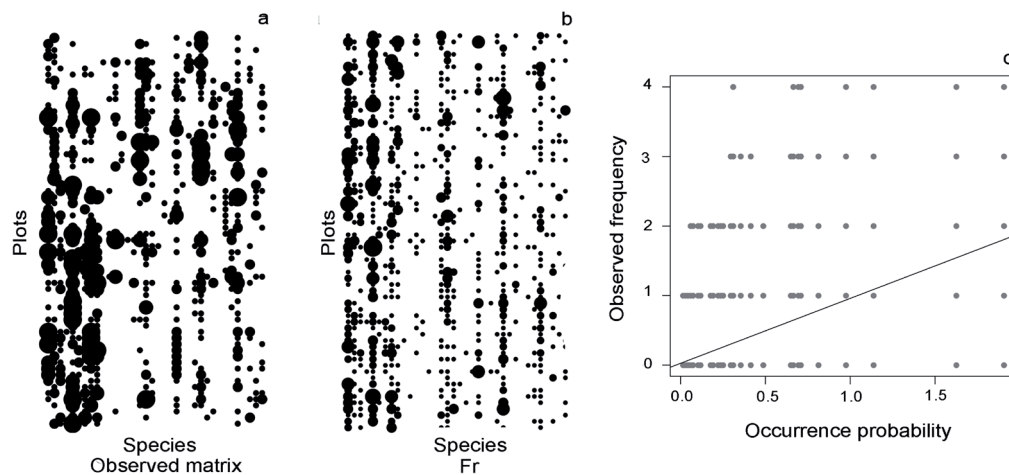 a
Plots
Species
Observed matrix
b
Plots
Species
Fr
Observed frequency
4
3
2
1
0
0.0 0.5 1.0 1.5
Occurrence probability